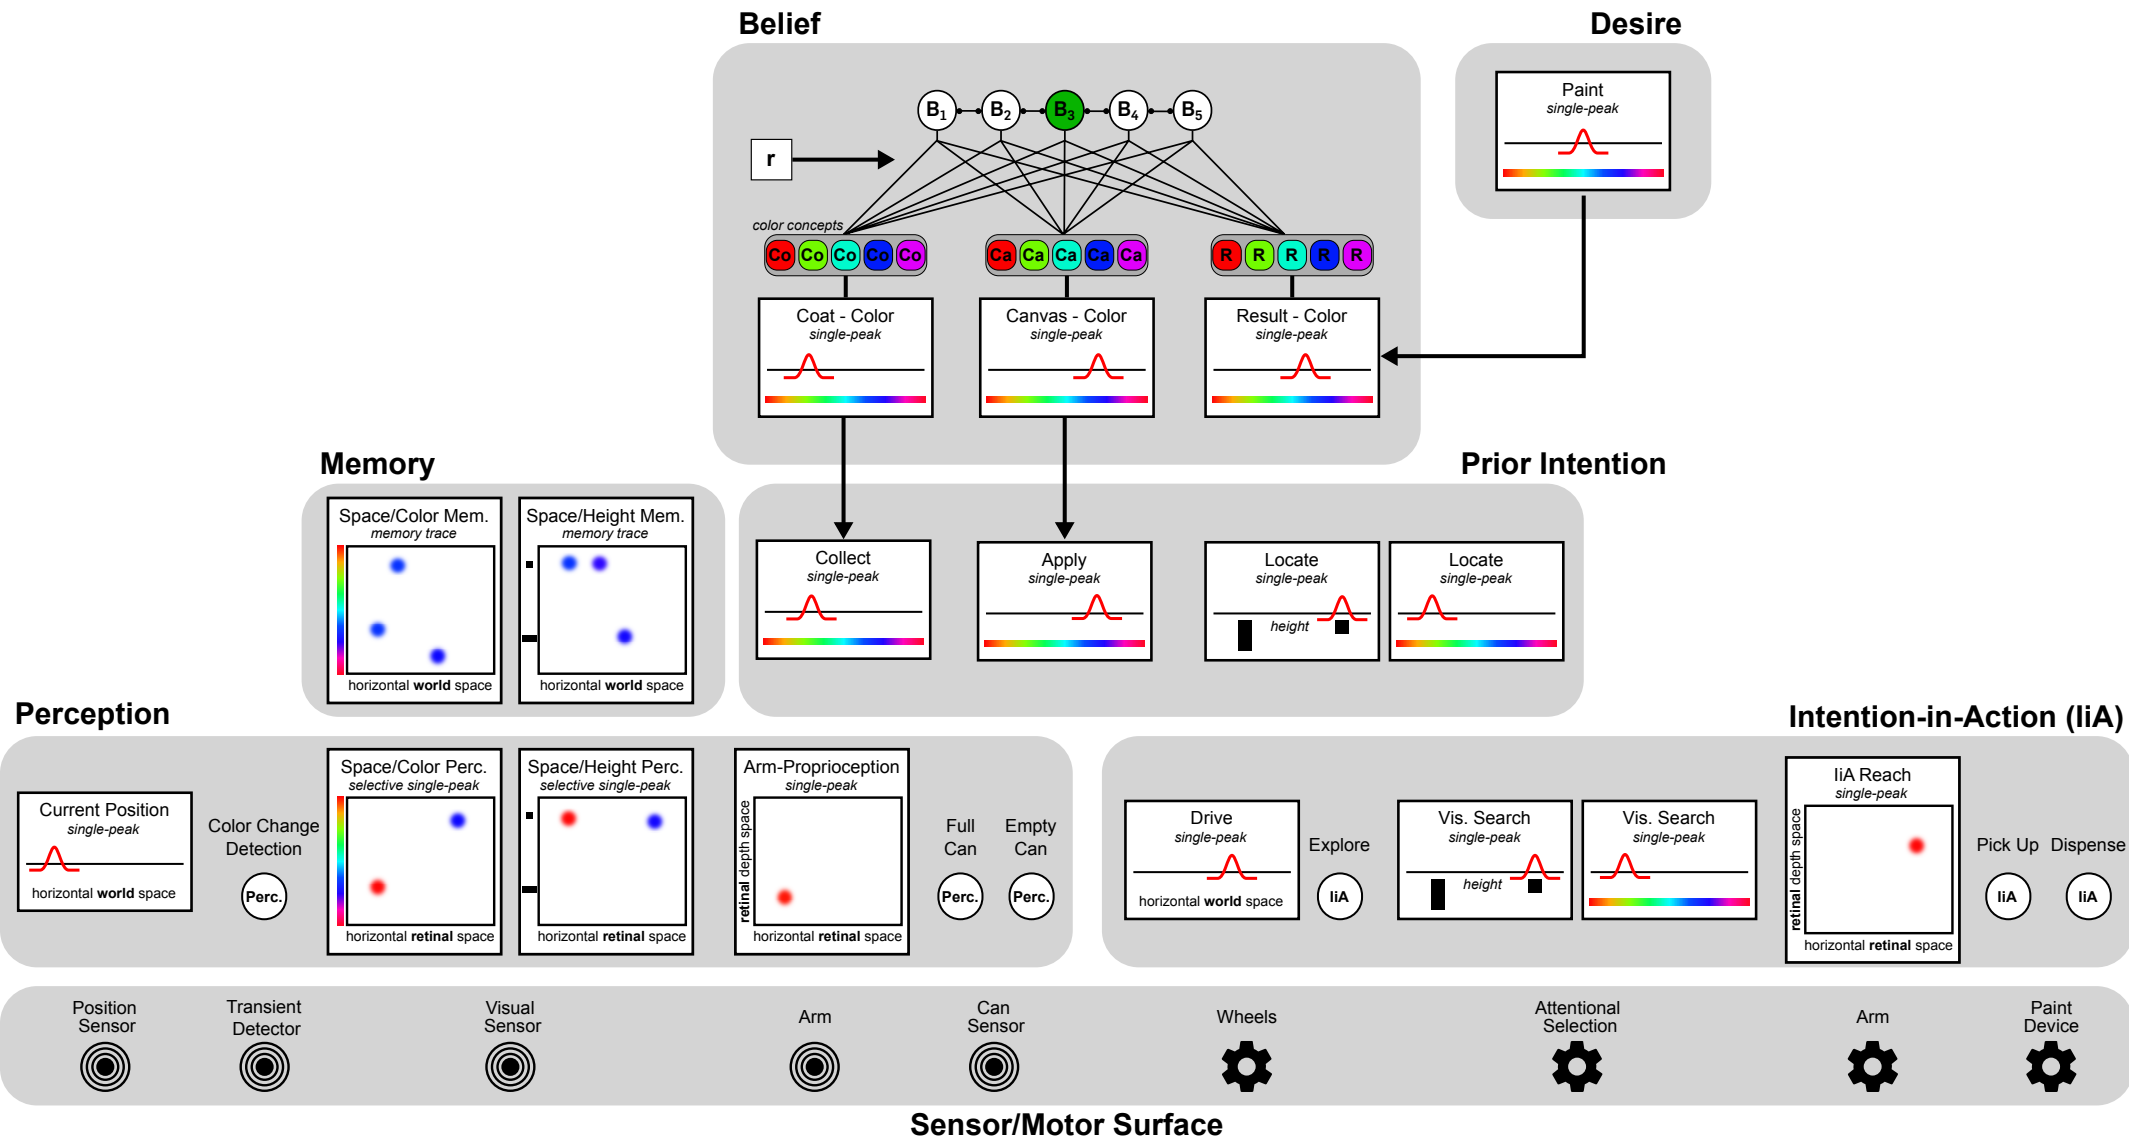 Belief
Desire
B1
B2
B3
B4
B5
r
Paint
single-peak
color concepts
Co Co Co Co Co
Ca Ca Ca Ca Ca
R R R R R
Coat - Color
single-peak
Canvas - Color
single-peak
Result - Color
single-peak
Memory
Prior Intention
Space/Color Mem.
memory trace
horizontal world space
Space/Height Mem.
memory trace
horizontal world space
Collect
single-peak
Apply
single-peak
Locate
single-peak
height
Locate
single-peak
Perception
Intention-in-Action (IiA)
Current Position
single-peak
horizontal world space
Color Change
Detection
Perc.
Space/Color Perc.
selective single-peak
horizontal retinal space
Space/Height Perc.
selective single-peak
horizontal retinal space
Arm-Proprioception
single-peak
retinal depth space
horizontal retinal space
Full
Can
Perc.
Empty
Can
Perc.
Drive
single-peak
horizontal world space
Explore
IiA
Vis. Search
single-peak
height
Vis. Search
single-peak
IiA Reach
single-peak
retinal depth space
horizontal retinal space
Pick Up
IiA
Dispense
IiA
Position
Sensor
Transient
Detector
Visual
Sensor
Arm
Can
Sensor
Wheels
Attentional
Selection
Arm
Paint
Device
Sensor/Motor Surface